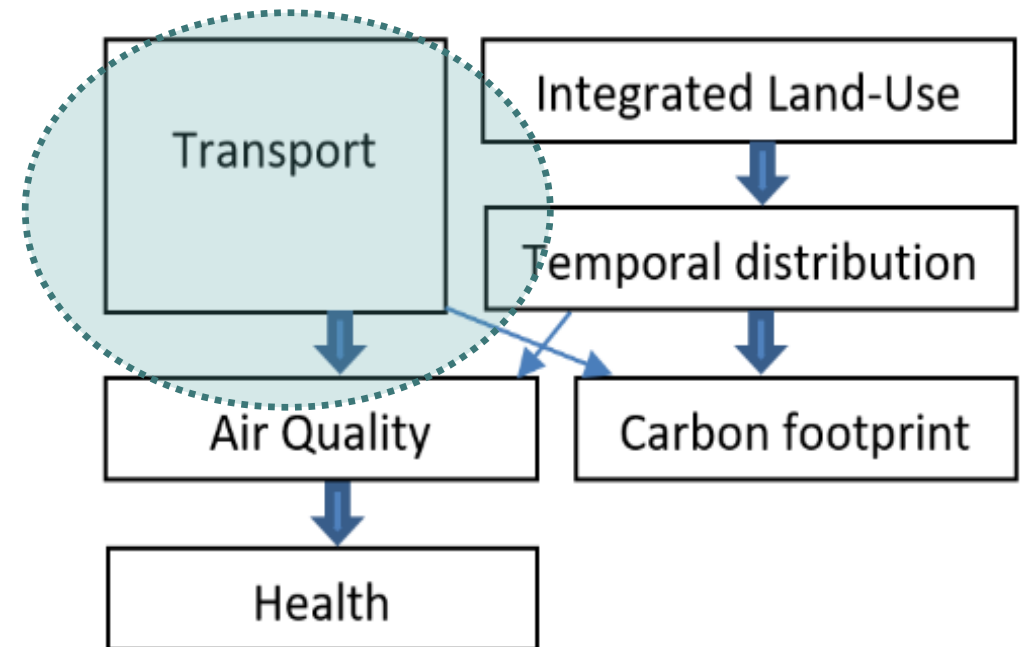 Transport
Integrated Land-Use
Temporal distribution
Air Quality
Carbon footprint
Health